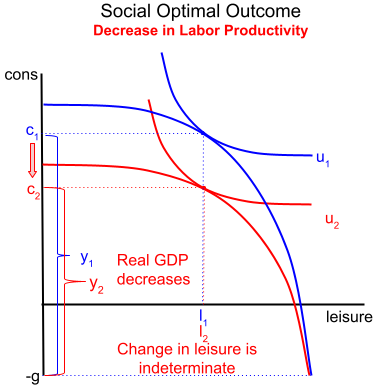 Social Optimal Outcome
Decrease in Labor Productivity
cons
c1
u1
c2
u2
y1
Real GDP
y2
decreases
l1
leisure
l2
Change in leisure is
-g
indeterminate